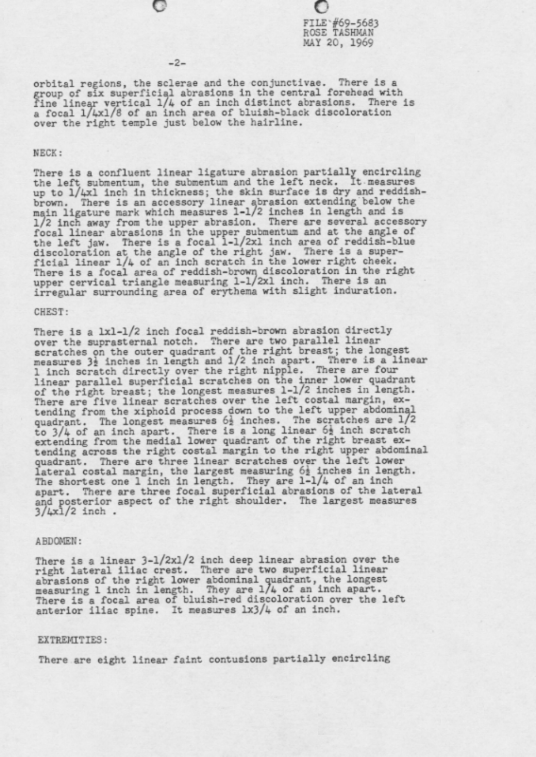 FILE #69-5683
ROSE TASHMAN
MAY 20, 1969
-2-
orbital regions, the sclerae and the conjunctivae. There is a
group of six superficial abrasions in the central forehead with
fine linear vertical 1/4 of an inch distinct abrasions. There is
a focal 1/4x1/8 of an inch area of bluish-black discoloration
over the right temple just below the hairline.
NECK:
There is a confluent linear ligature abrasion partially encircling
the left submentum, the submentum and the left neck. It measures
up to 1/4x1 inch in thickness; the skin surface is dry and reddish-
brown. There is an accessory linear abrasion extending below the
main ligature mark which measures 1-1/2 inches in length and is
1/2 inch away from the upper abrasion. There are several accessory
focal linear abrasions in the upper submentum and at the angle of
the left jaw. There is a focal 1-1/2x1 inch area of reddish-blue
discoloration at the angle of the right jaw. There is a super-
ficial linear 1/4 of an inch scratch in the lower right cheek.
There is a focal area of reddish-brown discoloration in the right
upper cervical triangle measuring 1-1/2x1 inch. There is an
irregular surrounding area of erythema with slight induration.
CHEST:
There is a 1x1-1/2 inch focal reddish-brown abrasion directly
over the suprasternal notch. There are two parallel linear
scratches on the outer quadrant of the right breast; the longest
measures 3½ inches in length and 1/2 inch apart. There is a linear
1 inch scratch directly over the right nipple. There are four
linear parallel superficial scratches on the inner lower quadrant
of the right breast; the longest measures 1-1/2 inches in length.
There are five linear scratches over the left costal margin, ex-
tending from the xiphoid process down to the left upper abdominal
quadrant. The longest measures 6½ inches. The scratches are 1/2
to 3/4 of an inch apart. There is a long linear 6½ inch scratch
extending from the medial lower quadrant of the right breast ex-
tending across the right costal margin to the right upper abdominal
quadrant. There are three linear scratches over the left lower
lateral costal margin, the largest measuring 6½ inches in length.
The shortest one 1 inch in length. They are 1-1/4 of an inch
apart. There are three focal superficial abrasions of the lateral
and posterior aspect of the right shoulder. The largest measures
3/4x1/2 inch .
ABDOMEN:
There is a linear 3-1/2x1/2 inch deep linear abrasion over the
right lateral iliac crest. There are two superficial linear
abrasions of the right lower abdominal quadrant, the longest
measuring 1 inch in length. They are 1/4 of an inch apart.
There is a focal area of bluish-red discoloration over the left
anterior iliac spine. It measures 1x3/4 of an inch.
EXTREMITIES:
There are eight linear faint contusions partially encircling